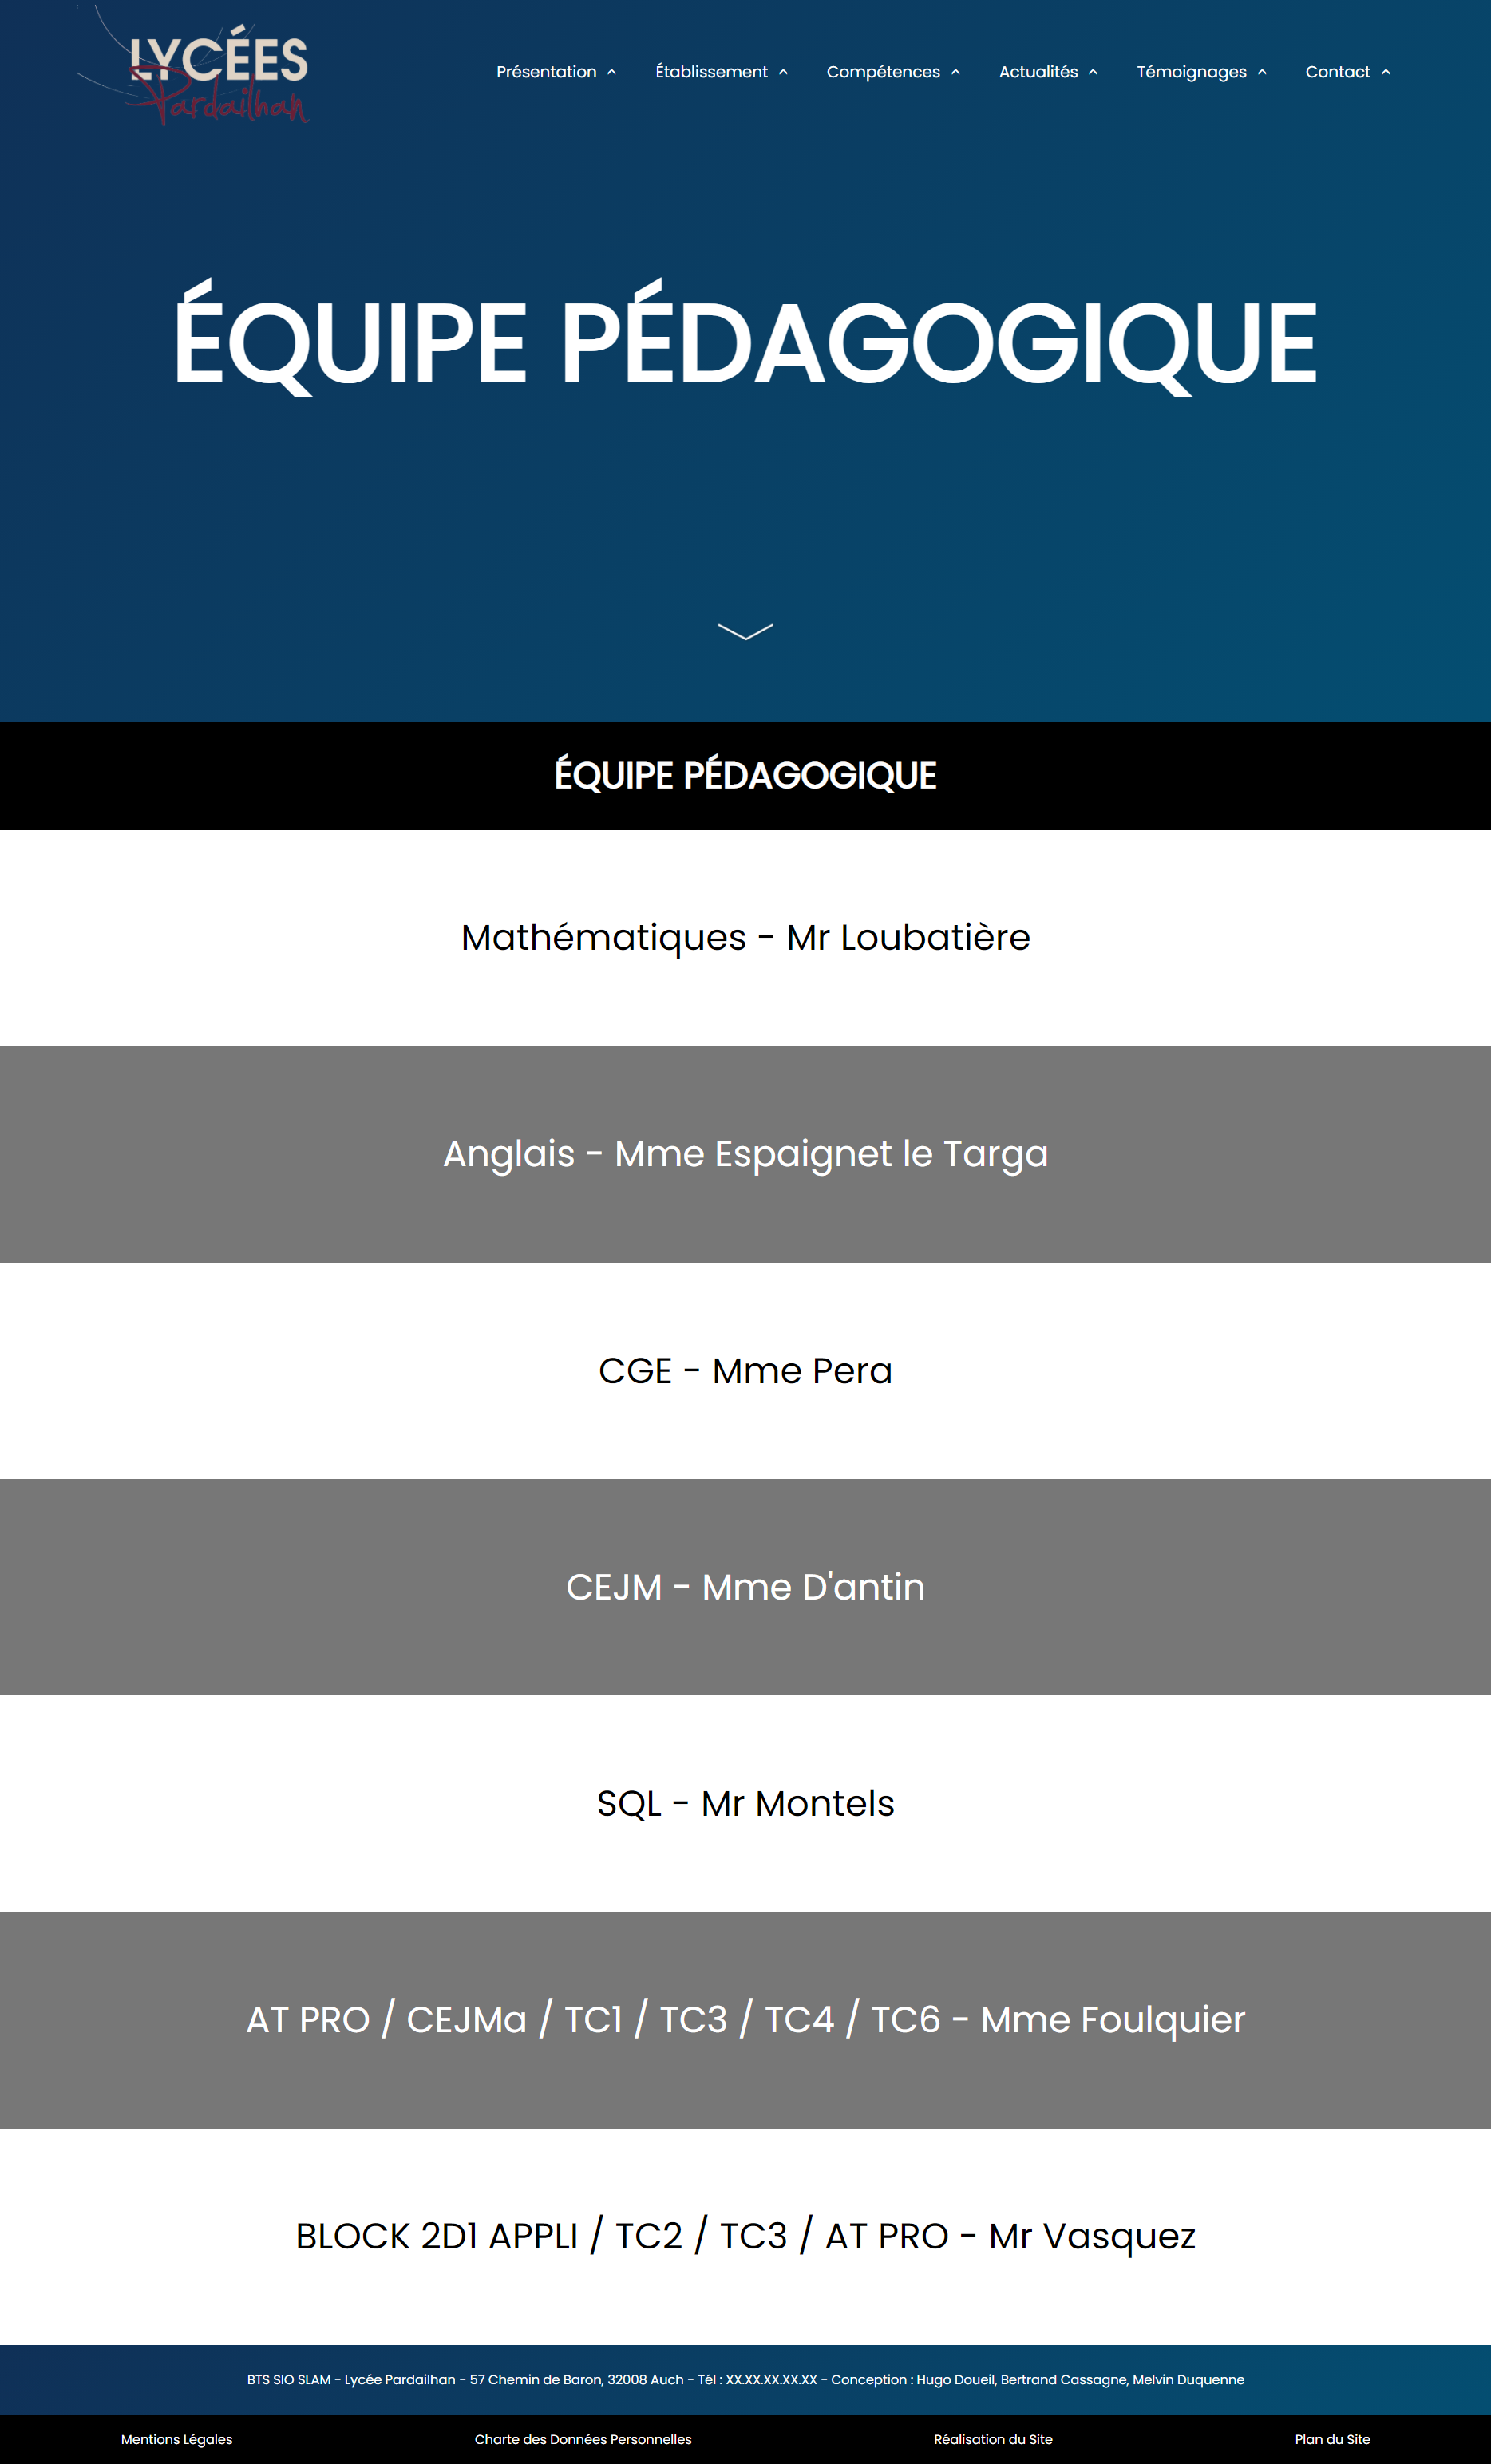 LYCÉES
Pardailhan
Présentation Établissement Compétences Actualités Témoignages Contact
ÉQUIPE PÉDAGOGIQUE
ÉQUIPE PÉDAGOGIQUE
Mathématiques - Mr Loubatière
Anglais - Mme Espaignet le Targa
CGE - Mme Pera
CEJM - Mme D'antin
SQL - Mr Montels
AT PRO / CEJMa / TC1 / TC3 / TC4 / TC6 - Mme Foulquier
BLOCK 2D1 APPLI / TC2 / TC3 / AT PRO - Mr Vasquez
BTS SIO SLAM - Lycée Pardailhan - 57 Chemin de Baron, 32008 Auch - Tél : XX.XX.XX.XX.XX - Conception : Hugo Doueil, Bertrand Cassagne, Melvin Duquenne
Mentions Légales Charte des Données Personnelles Réalisation du Site Plan du Site